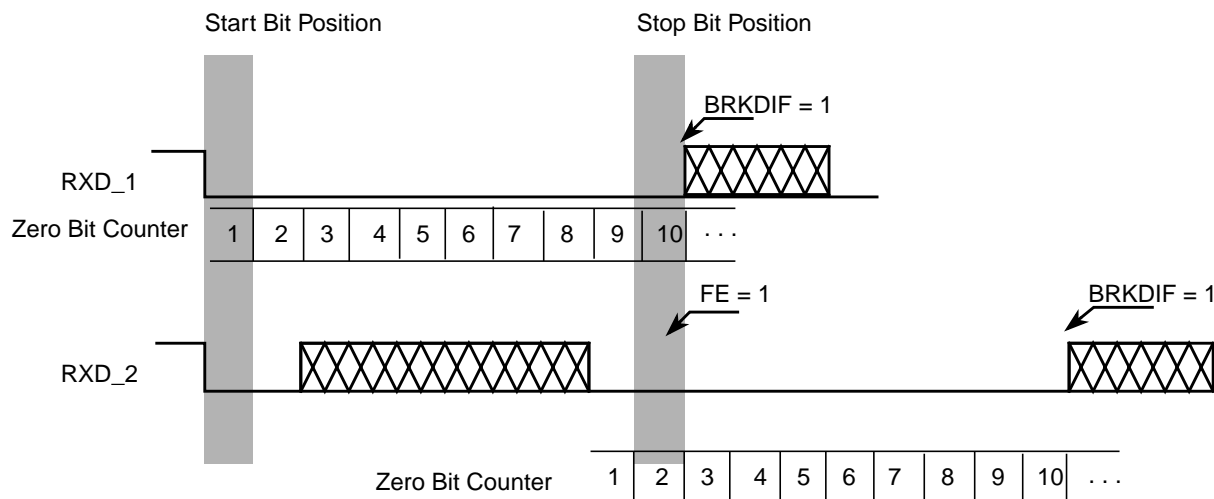 Start Bit Position
Stop Bit Position
BRKDIF = 1
RXD_1
Zero Bit Counter 1 2 3 4 5 6 7 8 9 10 . . .
FE = 1
BRKDIF = 1
RXD_2
Zero Bit Counter 1 2 3 4 5 6 7 8 9 10 . . .